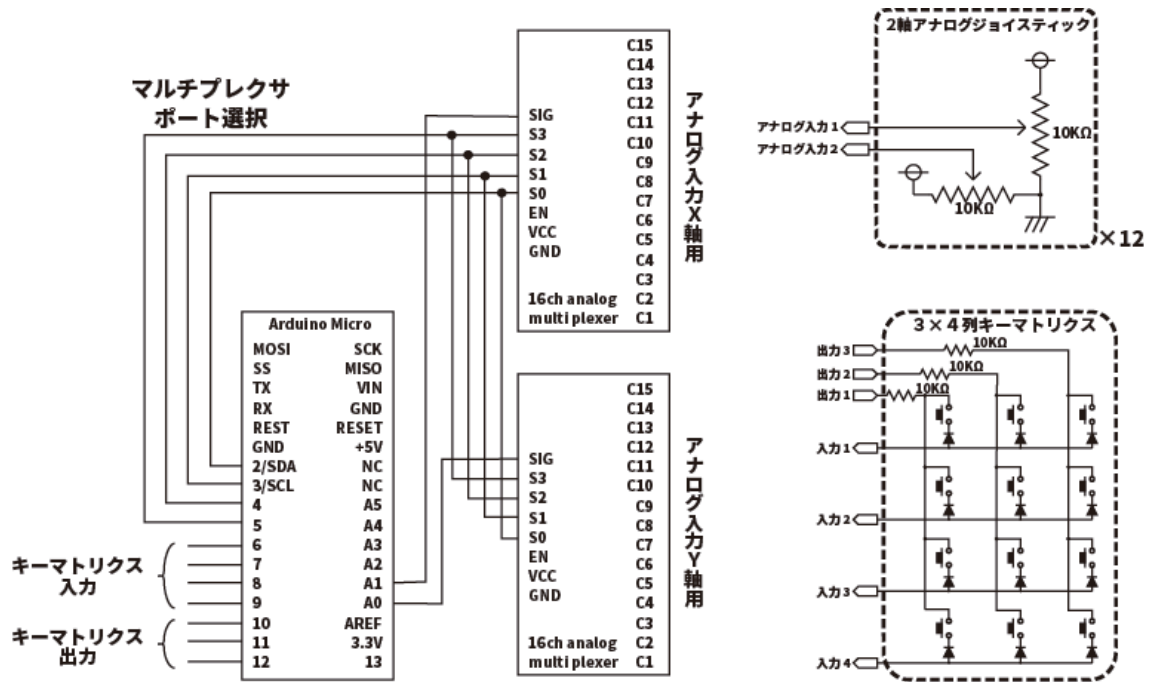 マルチプレクサ
ポート選択
Arduino Micro
MOSI
SS
TX
RX
REST
GND
2/SDA
3/SCL
4
5
6
7
8
9
10
11
12
SCK
MISO
VIN
GND
RESET
+5V
NC
NC
A5
A4
A3
A2
A1
A0
AREF
3.3V
13
キーマトリクス
入力
キーマトリクス
出力
SIG
S3
S2
S1
S0
EN
VCC
GND
16ch analog
multi plexer
C15
C14
C13
C12
C11
C10
C9
C8
C7
C6
C5
C4
C3
C2
C1
アナログ入力X軸用
SIG
S3
S2
S1
S0
EN
VCC
GND
16ch analog
multi plexer
C15
C14
C13
C12
C11
C10
C9
C8
C7
C6
C5
C4
C3
C2
C1
アナログ入力Y軸用
2軸アナログジョイスティック
アナログ入力1
アナログ入力2
10KΩ
10KΩ
×12
3×4列キーマトリクス
出力3
10KΩ
出力2
10KΩ
出力1
10KΩ
入力1
入力2
入力3
入力4